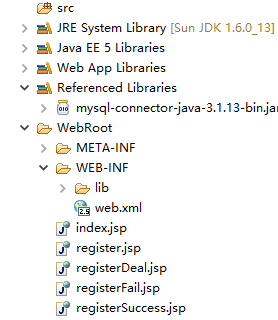 src
JRE System Library [Sun JDK 1.6.0_13]
Java EE 5 Libraries
Web App Libraries
Referenced Libraries
mysql-connector-java-3.1.13-bin.jar
WebRoot
META-INF
WEB-INF
lib
web.xml
index.jsp
register.jsp
registerDeal.jsp
registerFail.jsp
registerSuccess.jsp